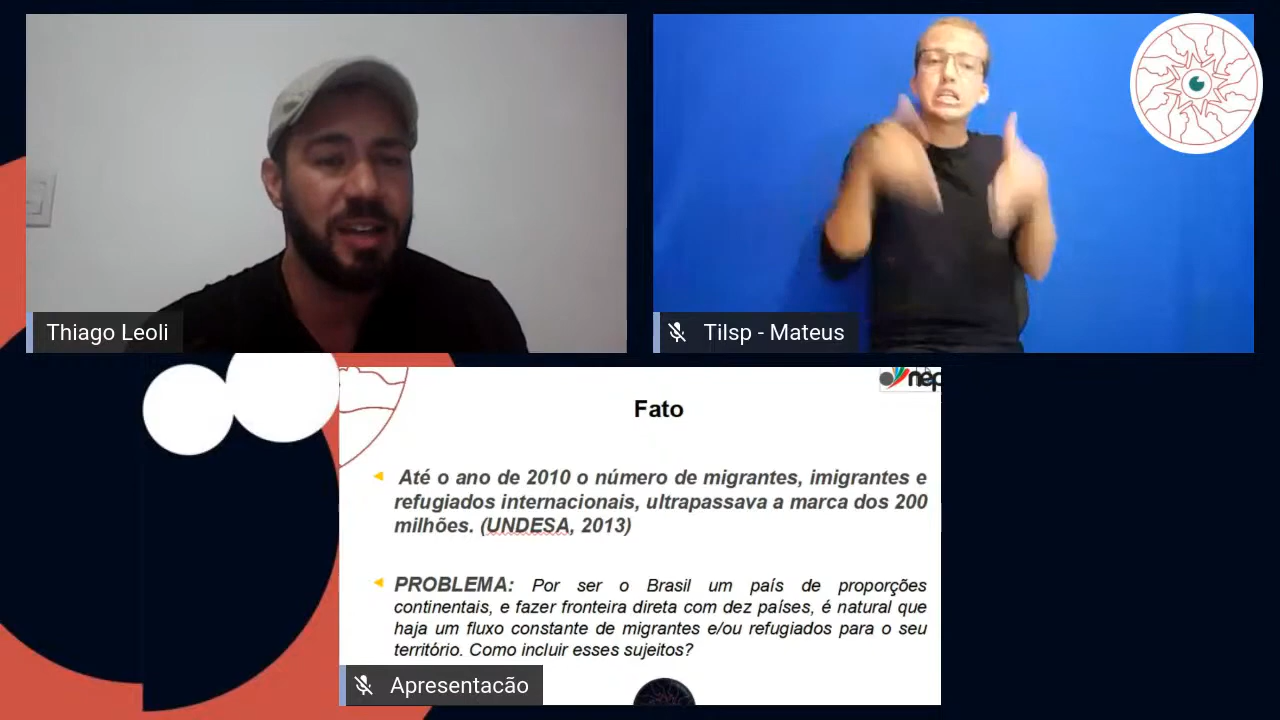 Thiago Leoli
Tilsp - Mateus
nep
Fato
Até o ano de 2010 o número de migrantes, imigrantes e
refugiados internacionais, ultrapassava a marca dos 200
milhões. (UNDESA, 2013)
PROBLEMA: Por ser o Brasil um país de proporções
continentais, e fazer fronteira direta com dez países, é natural que
haja um fluxo constante de migrantes e/ou refugiados para o seu
território. Como incluir esses sujeitos?
Apresentacão